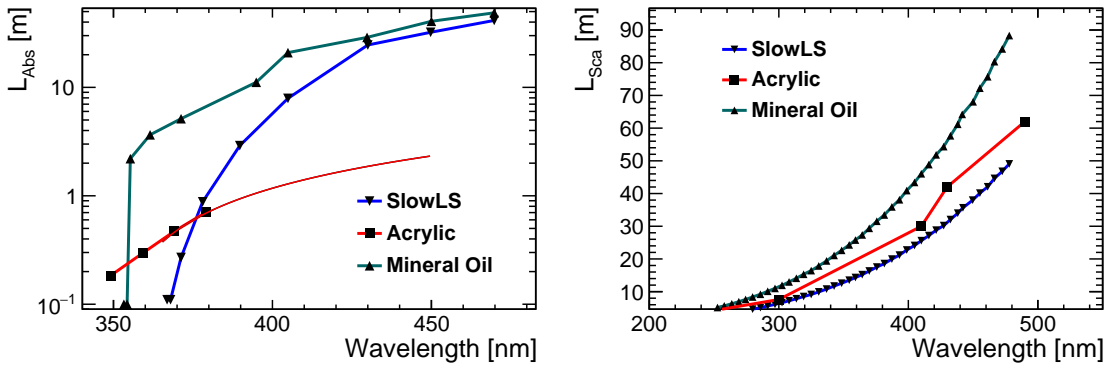 L_Abs [m]
10
1
10⁻¹
350
400
450
Wavelength [nm]
SlowLS
Acrylic
Mineral Oil
L_Sca [m]
90
80
70
60
50
40
30
20
10
200
300
400
500
Wavelength [nm]
SlowLS
Acrylic
Mineral Oil